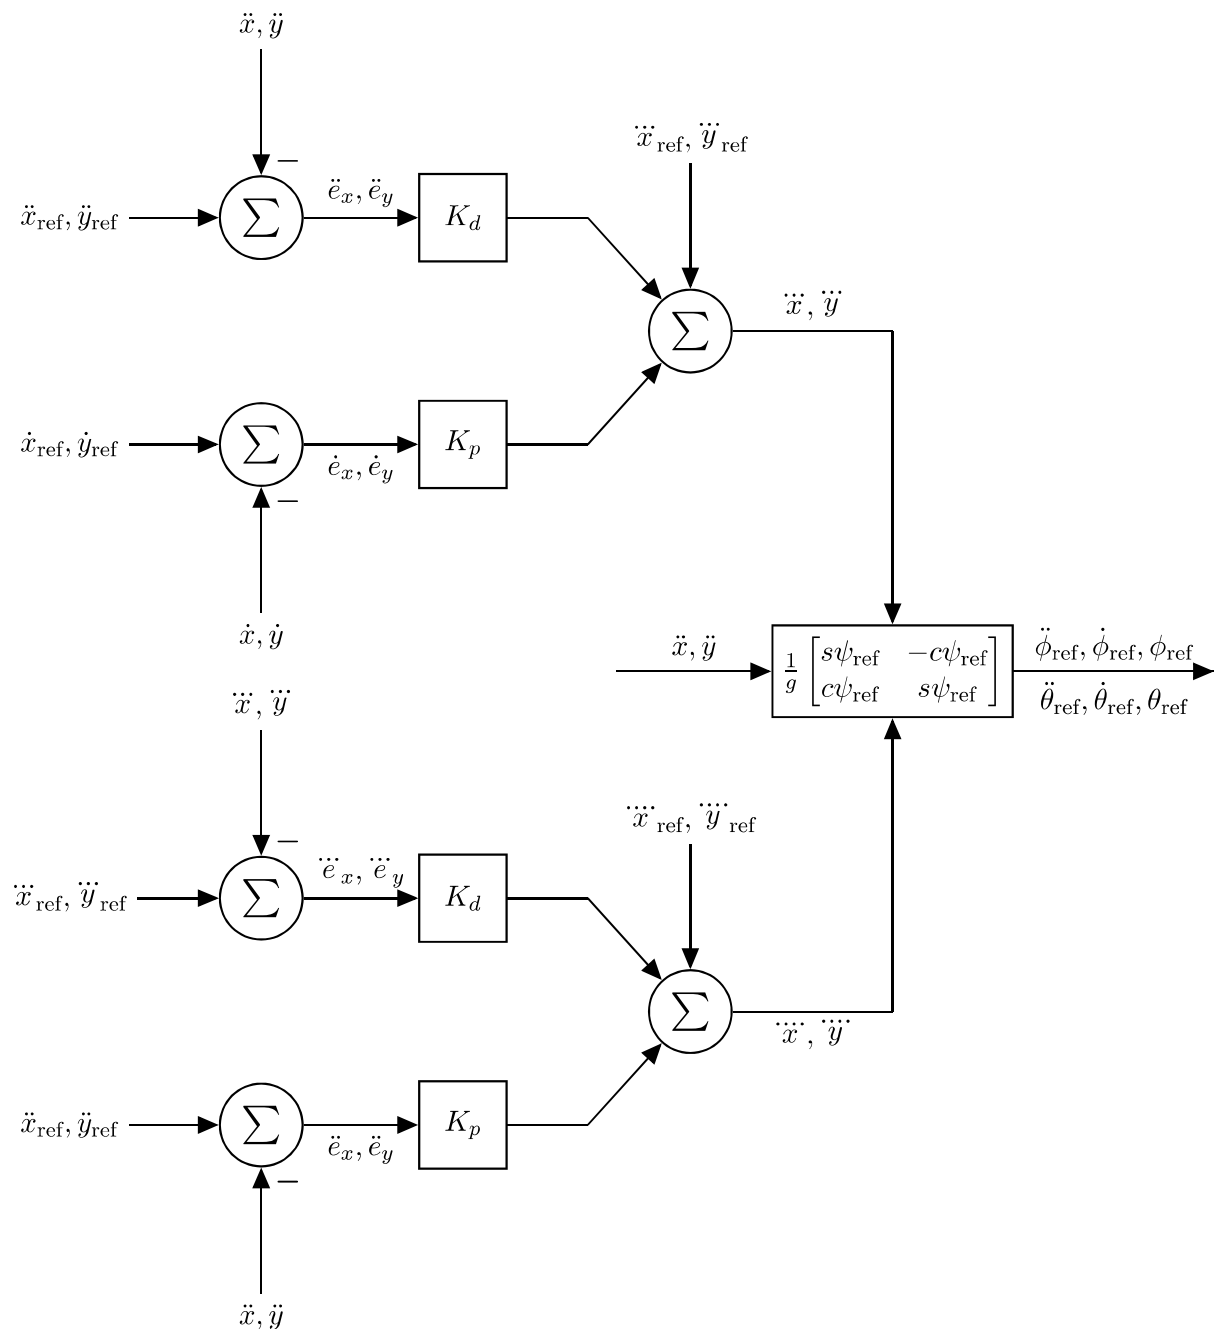 ẍ, ÿ
x⃛_ref, y⃛_ref
−
ë_x, ë_y
ẍ_ref, ÿ_ref
∑
K_d
x⃛, y⃛
∑
ẋ_ref, ẏ_ref
∑
K_p
ė_x, ė_y
−
ẋ, ẏ
ẍ, ÿ
1/g [sψ_ref −cψ_ref
cψ_ref sψ_ref]
ϕ̈_ref, ϕ̇_ref, ϕ_ref
θ̈_ref, θ̇_ref, θ_ref
x⃛, y⃛
x⃜_ref, y⃜_ref
−
e⃛_x, e⃛_y
x⃛_ref, y⃛_ref
∑
K_d
∑
x⃜, y⃜
ẍ_ref, ÿ_ref
∑
K_p
ë_x, ë_y
−
ẍ, ÿ